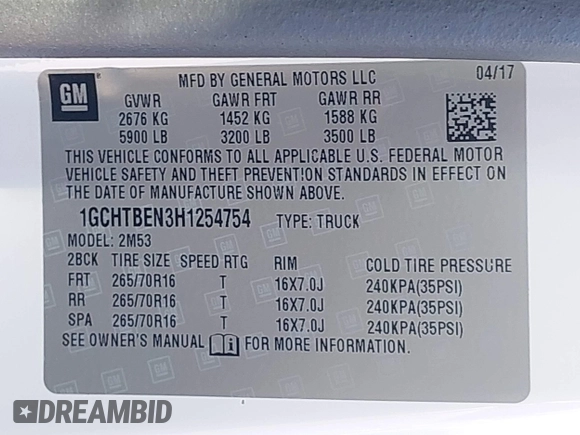 GM
MFD BY GENERAL MOTORS LLC 04/17
GVWR GAWR FRT GAWR RR
2676 KG 1452 KG 1588 KG
5900 LB 3200 LB 3500 LB
THIS VEHICLE CONFORMS TO ALL APPLICABLE U.S. FEDERAL MOTOR
VEHICLE SAFETY AND THEFT PREVENTION STANDARDS IN EFFECT ON
THE DATE OF MANUFACTURE SHOWN ABOVE.
1GCHTBEN3H1254754 TYPE: TRUCK
MODEL: 2M53
2BCK TIRE SIZE SPEED RTG RIM COLD TIRE PRESSURE
FRT 265/70R16 T 16X7.0J 240KPA(35PSI)
RR 265/70R16 T 16X7.0J 240KPA(35PSI)
SPA 265/70R16 T 16X7.0J 240KPA(35PSI)
SEE OWNER'S MANUAL i FOR MORE INFORMATION.
DREAMBID